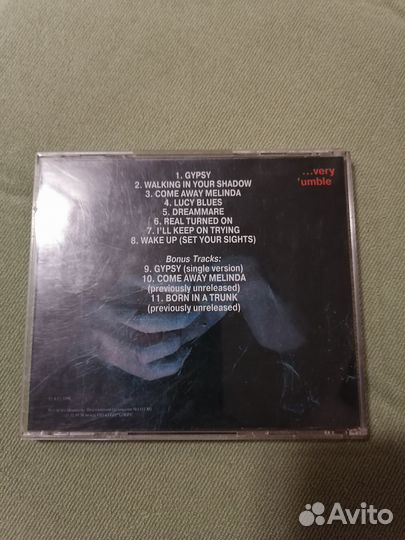 ...very
'umble
1. GYPSY
2. WALKING IN YOUR SHADOW
3. COME AWAY MELINDA
4. LUCY BLUES
5. DREAMMARE
6. REAL TURNED ON
7. I'LL KEEP ON TRYING
8. WAKE UP (SET YOUR SIGHTS)
Bonus Tracks:
9. GYPSY (single version)
10. COME AWAY MELINDA
(previously unreleased)
11. BORN IN A TRUNK
(previously unreleased)
Avito